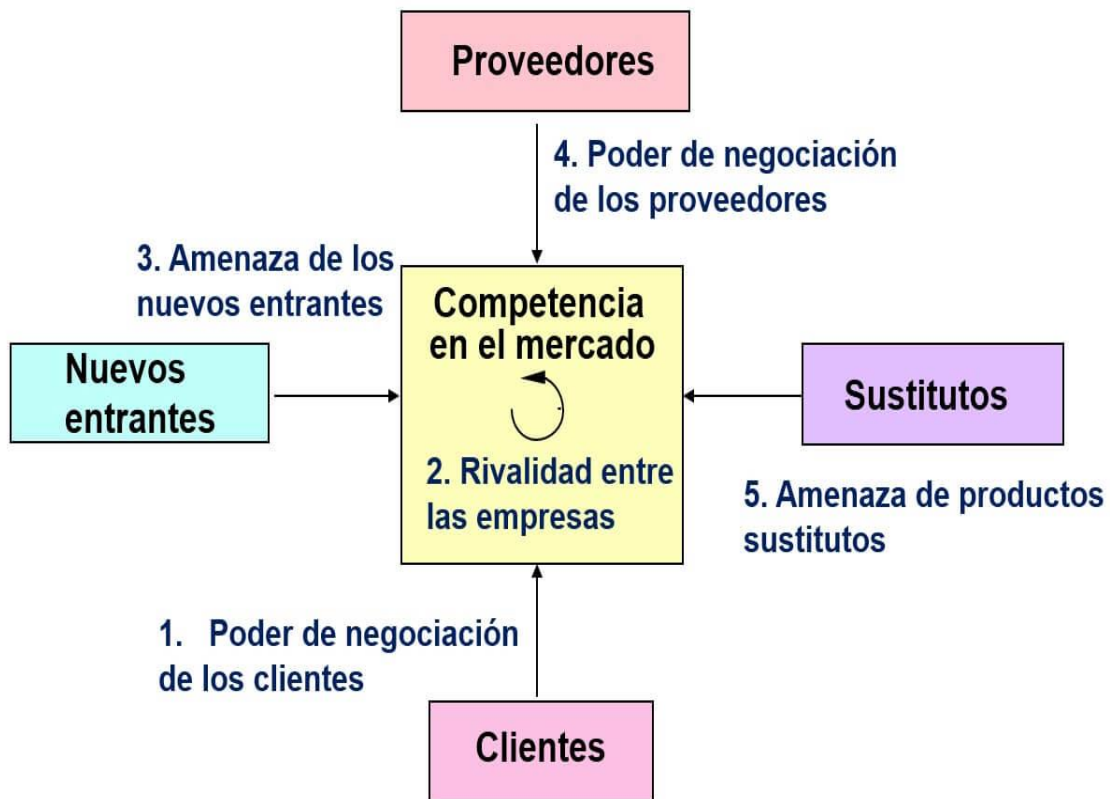 Proveedores
4. Poder de negociación
de los proveedores
3. Amenaza de los
nuevos entrantes
Competencia
en el mercado
Nuevos
entrantes
Sustitutos
2. Rivalidad entre
las empresas
5. Amenaza de productos
sustitutos
1. Poder de negociación
de los clientes
Clientes